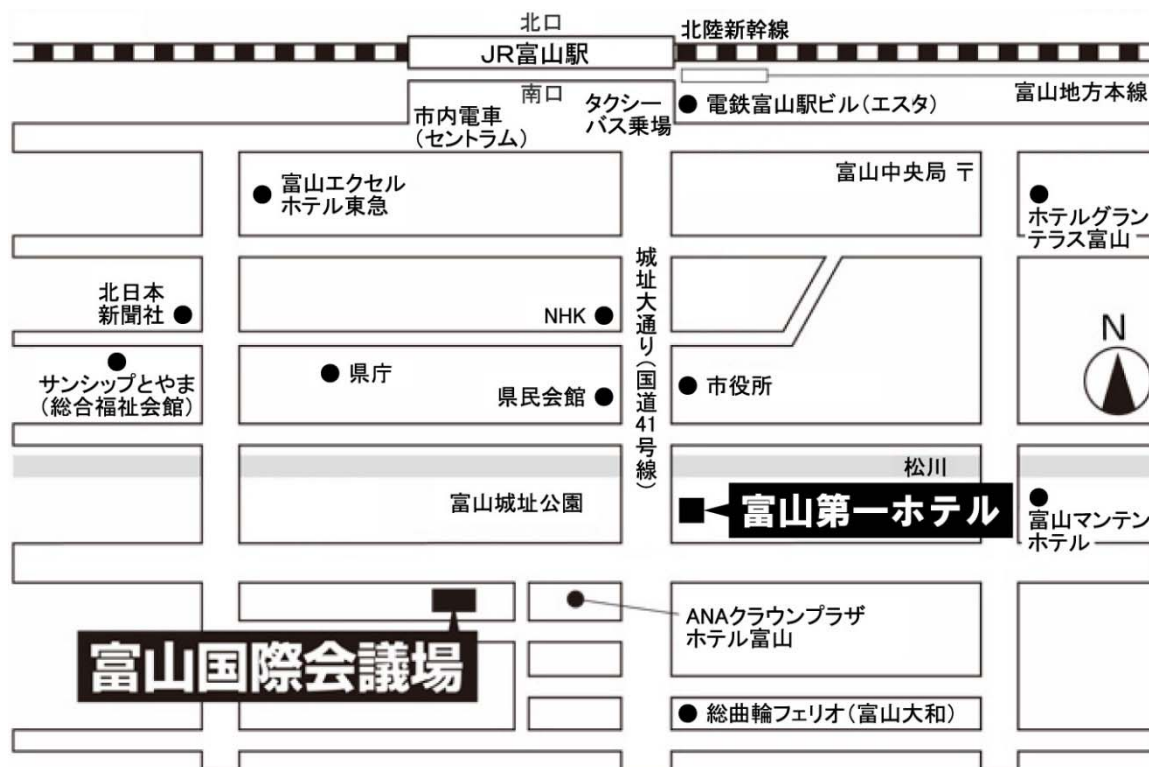 北口
北陸新幹線
JR富山駅
南口
富山地方本線
市内電車
(セントラム)
タクシー
バス乗場
電鉄富山駅ビル(エスタ)
富山中央局 〒
富山エクセル
ホテル東急
ホテルグラン
テラス富山
城址大通り(国道41号線)
北日本
新聞社
NHK
N
サンシップとやま
(総合福祉会館)
県庁
県民会館
市役所
松川
富山城址公園
富山第一ホテル
富山マンテン
ホテル
ANAクラウンプラザ
ホテル富山
富山国際会議場
総曲輪フェリオ(富山大和)